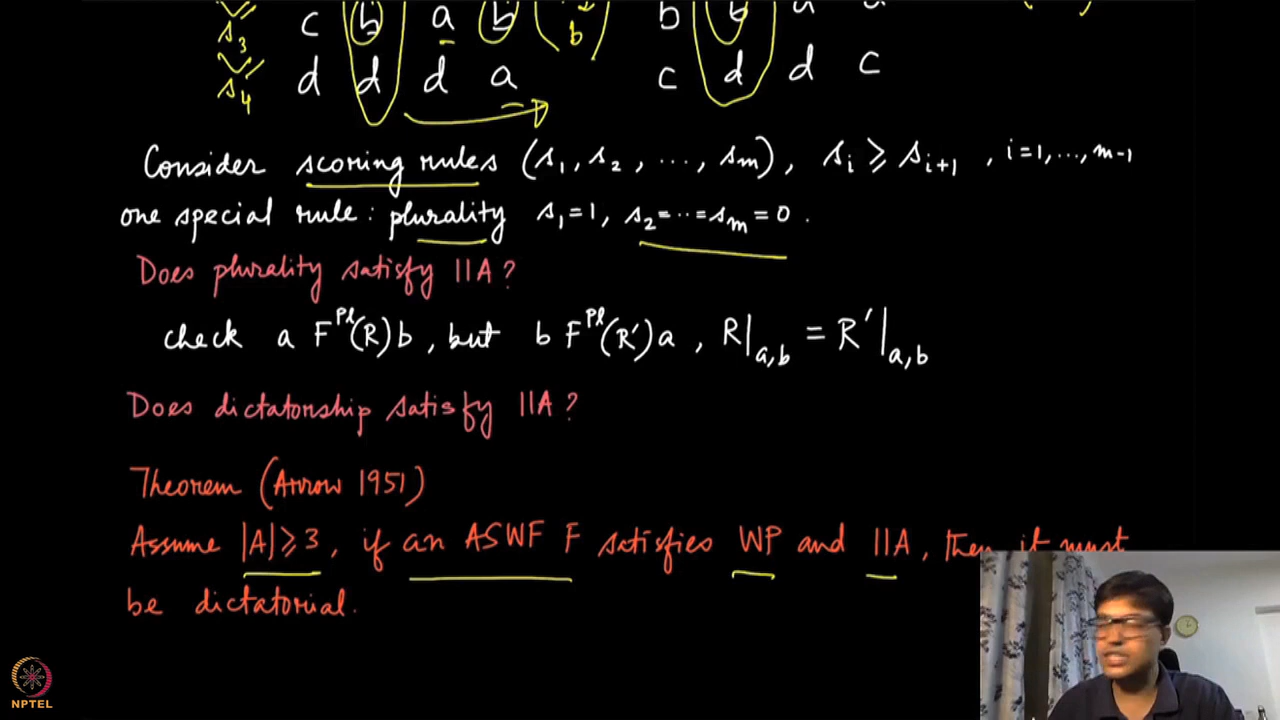 s₃ c b a b b b a a
b
s₄ d d d a c d d c
Consider scoring rules (s₁, s₂, ..., sₘ), sᵢ ⩾ sᵢ₊₁, i=1,...,m-1
one special rule: plurality s₁=1, s₂=...=sₘ=0.
Does plurality satisfy IIA?
check a F^Pl(R) b, but b F^Pl(R') a, R|a,b = R'|a,b
Does dictatorship satisfy IIA?
Theorem (Arrow 1951)
Assume |A|⩾3, if an ASWF F satisfies WP and IIA, then it must
be dictatorial.
NPTEL